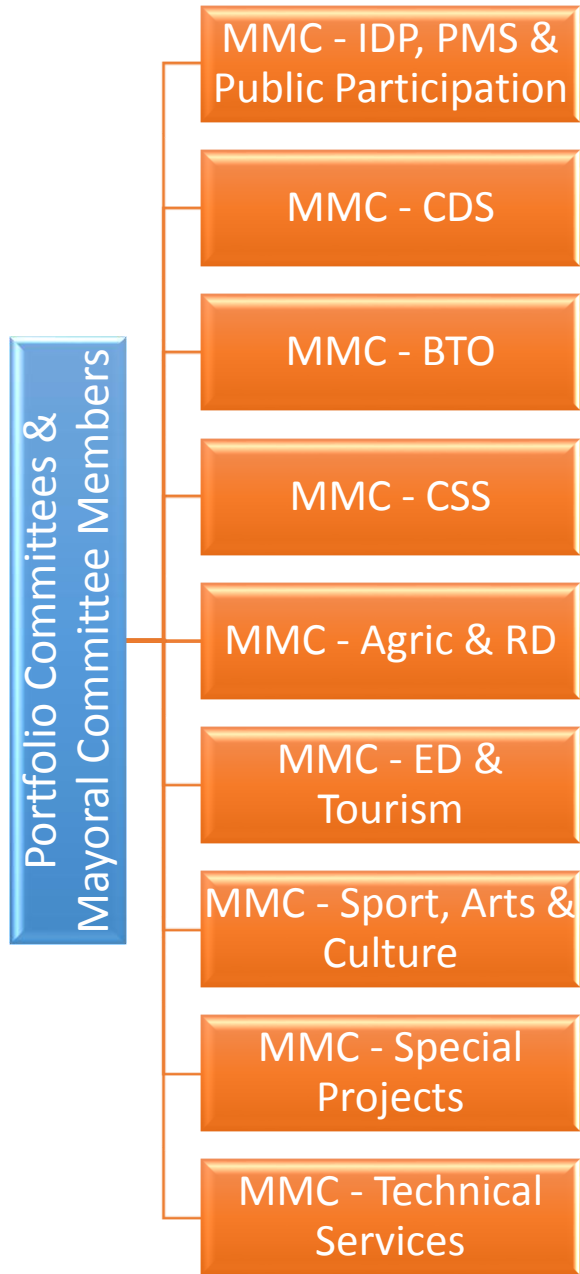 Portfolio Committees &
Mayoral Committee Members
MMC - IDP, PMS &
Public Participation
MMC - CDS
MMC - BTO
MMC - CSS
MMC - Agric & RD
MMC - ED &
Tourism
MMC - Sport, Arts &
Culture
MMC - Special
Projects
MMC - Technical
Services